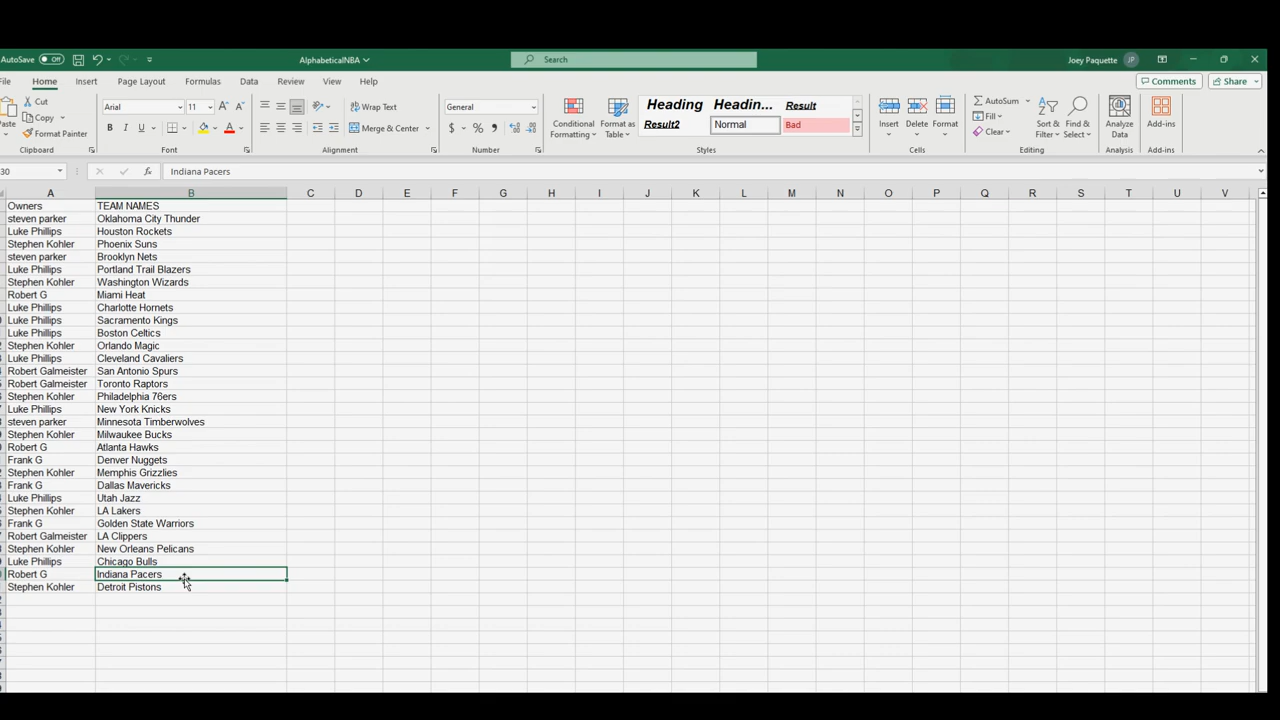 AutoSave Off AlphabeticalNBA Search Joey Paquette JP
File Home Insert Page Layout Formulas Data Review View Help Comments Share
Cut Arial 11 A A Wrap Text General Heading Headin... Result AutoSum
Copy Conditional Formatting Format as Table Insert Delete Format Fill Sort & Filter Find & Select Analyze Data Add-ins
Format Painter B I U A Merge & Center $ % Result2 Normal Bad Clear
Clipboard Font Alignment Number Styles Cells Editing Analysis Add-ins
30 fx Indiana Pacers
A B C D E F G H I J K L M N O P Q R S T U V
Owners TEAM NAMES
steven parker Oklahoma City Thunder
Luke Phillips Houston Rockets
Stephen Kohler Phoenix Suns
steven parker Brooklyn Nets
Luke Phillips Portland Trail Blazers
Stephen Kohler Washington Wizards
Robert G Miami Heat
Luke Phillips Charlotte Hornets
Luke Phillips Sacramento Kings
Luke Phillips Boston Celtics
Stephen Kohler Orlando Magic
Luke Phillips Cleveland Cavaliers
Robert Galmeister San Antonio Spurs
Robert Galmeister Toronto Raptors
Stephen Kohler Philadelphia 76ers
Luke Phillips New York Knicks
steven parker Minnesota Timberwolves
Stephen Kohler Milwaukee Bucks
Robert G Atlanta Hawks
Frank G Denver Nuggets
Stephen Kohler Memphis Grizzlies
Frank G Dallas Mavericks
Luke Phillips Utah Jazz
Stephen Kohler LA Lakers
Frank G Golden State Warriors
Robert Galmeister LA Clippers
Stephen Kohler New Orleans Pelicans
Luke Phillips Chicago Bulls
Robert G Indiana Pacers
Stephen Kohler Detroit Pistons